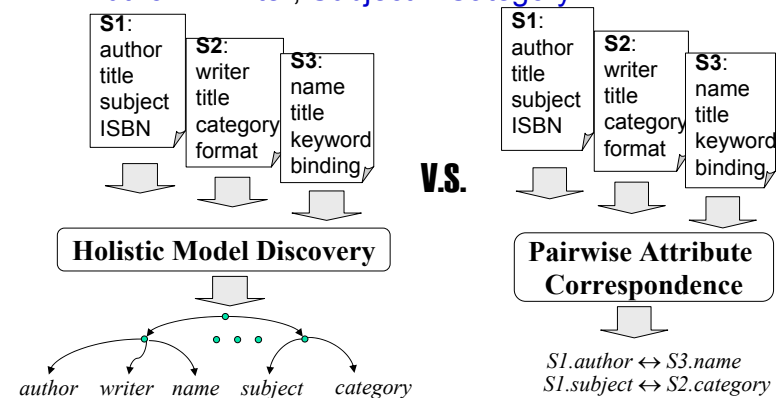 S1:
author
title
subject
ISBN
S2:
writer
title
category
format
S3:
name
title
keyword
binding
Holistic Model Discovery
author writer name subject category
V.S.
S1:
author
title
subject
ISBN
S2:
writer
title
category
format
S3:
name
title
keyword
binding
Pairwise Attribute
Correspondence
S1.author ↔ S3.name
S1.subject ↔ S2.category